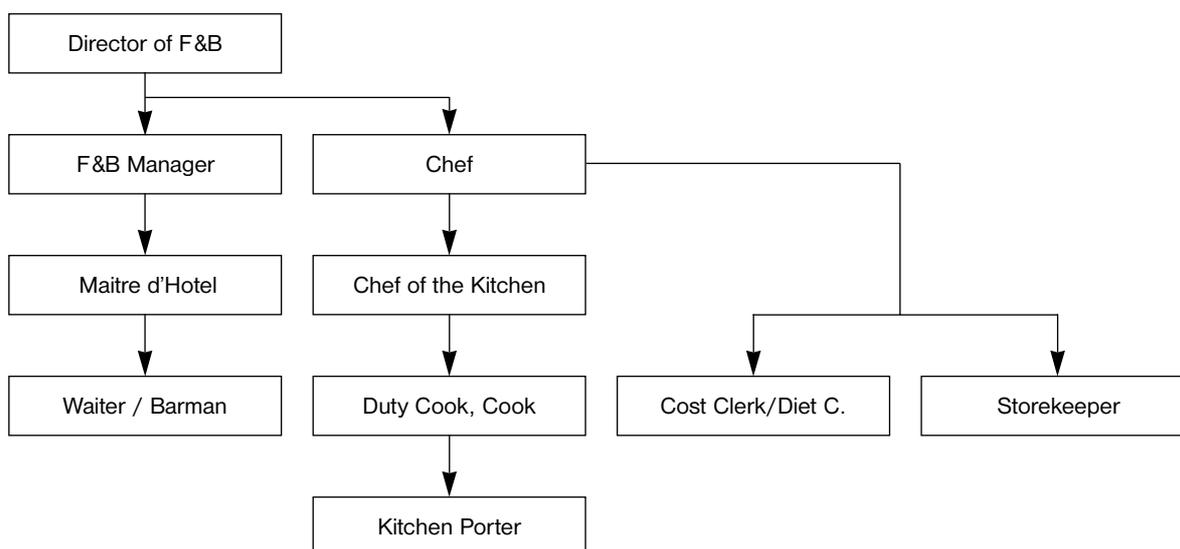 Director of F&B
F&B Manager
Chef
Maitre d’Hotel
Chef of the Kitchen
Waiter / Barman
Duty Cook, Cook
Cost Clerk/Diet C.
Storekeeper
Kitchen Porter